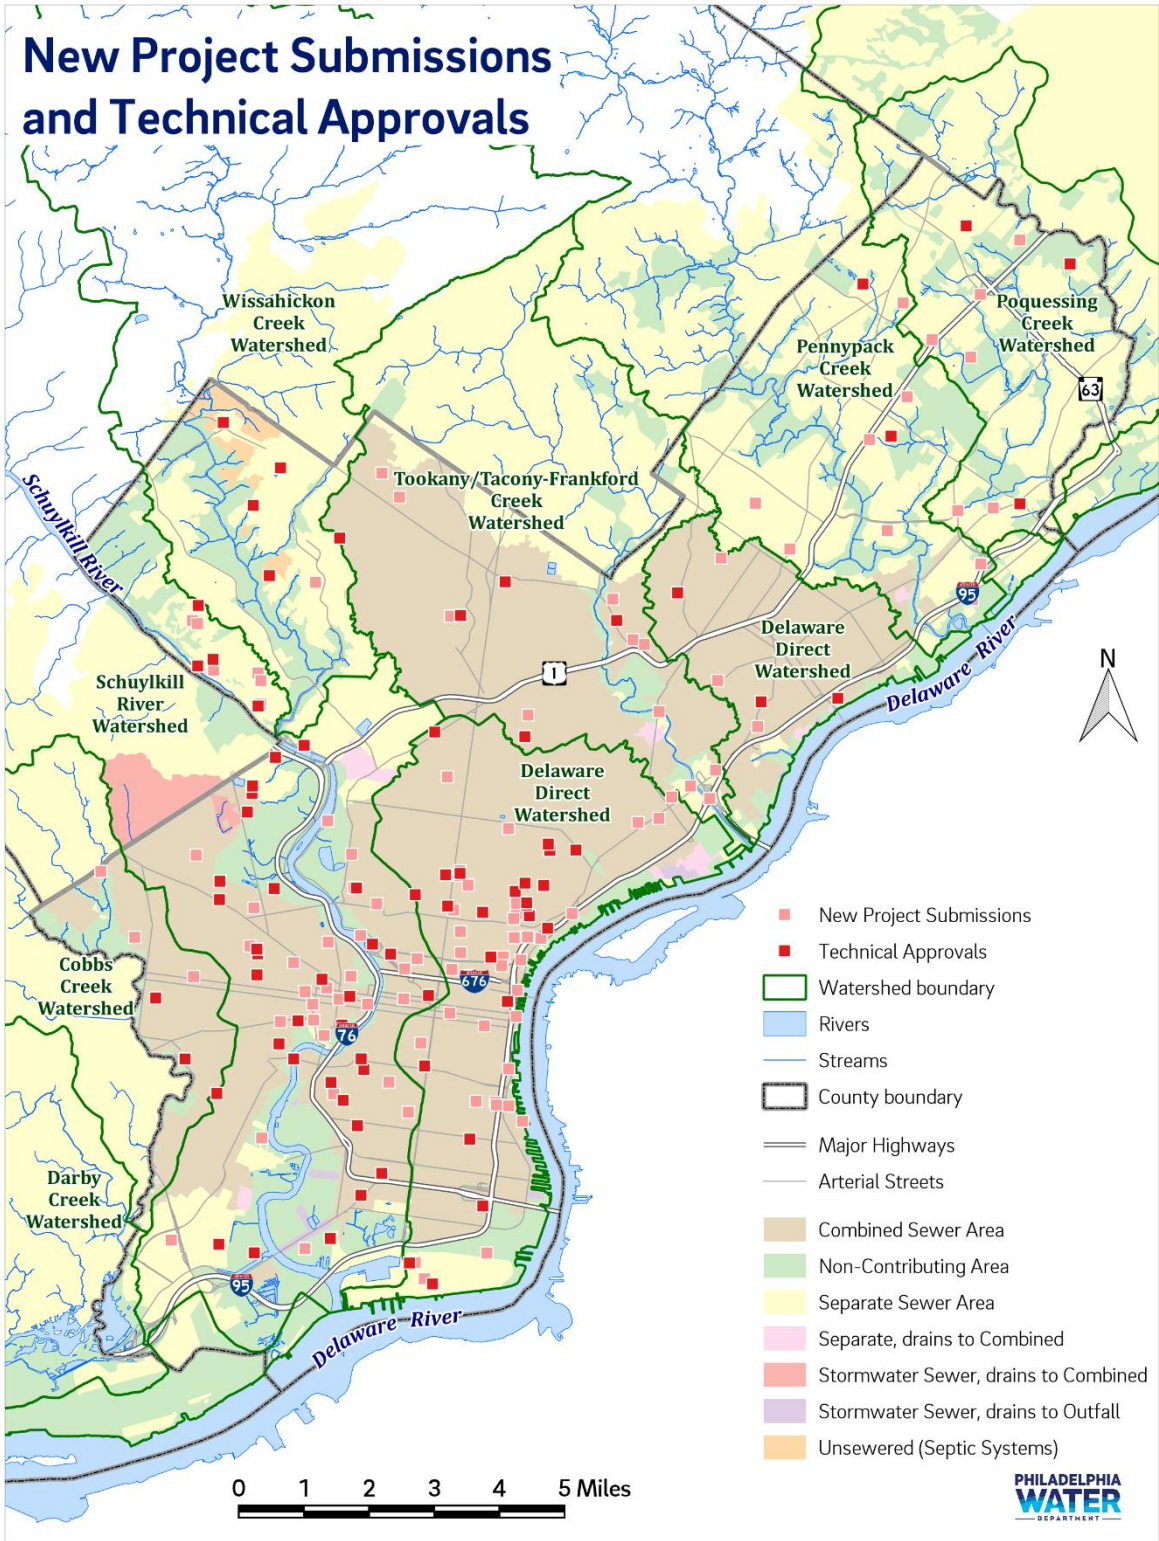 New Project Submissions
and Technical Approvals
Wissahickon
Creek
Watershed
Poquessing
Creek
Watershed
Pennypack
Creek
Watershed
63
Tookany/Tacony-Frankford
Creek
Watershed
Schuylkill River
95
Delaware
Direct
Watershed
Delaware River
N
1
Schuylkill
River
Watershed
Delaware
Direct
Watershed
Cobbs
Creek
Watershed
676
76
Darby
Creek
Watershed
95
Delaware River
New Project Submissions
Technical Approvals
Watershed boundary
Rivers
Streams
County boundary
Major Highways
Arterial Streets
Combined Sewer Area
Non-Contributing Area
Separate Sewer Area
Separate, drains to Combined
Stormwater Sewer, drains to Combined
Stormwater Sewer, drains to Outfall
Unsewered (Septic Systems)
0 1 2 3 4 5 Miles
PHILADELPHIA
WATER
DEPARTMENT